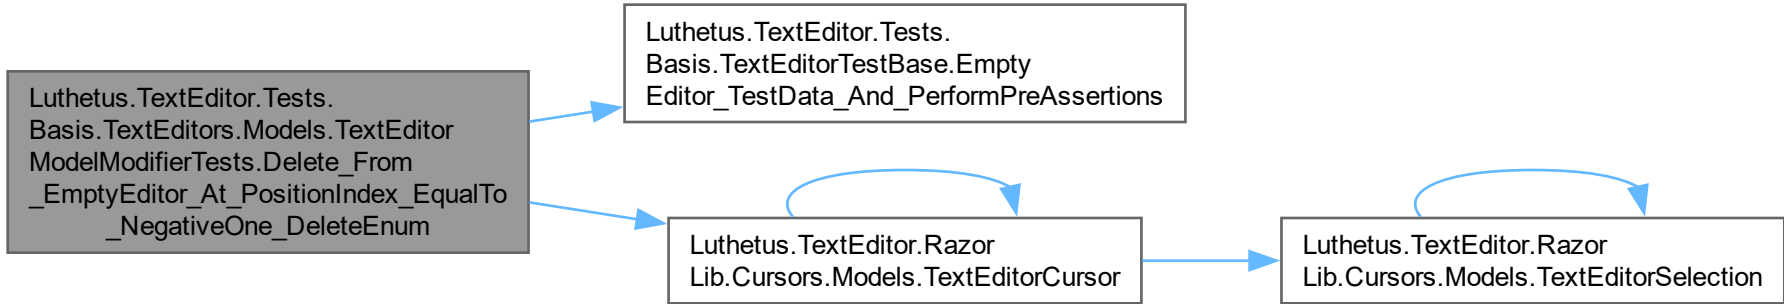 Luthetus.TextEditor.Tests.
Basis.TextEditors.Models.TextEditor
ModelModifierTests.Delete_From
_EmptyEditor_At_PositionIndex_EqualTo
_NegativeOne_DeleteEnum
Luthetus.TextEditor.Tests.
Basis.TextEditorTestBase.Empty
Editor_TestData_And_PerformPreAssertions
Luthetus.TextEditor.Razor
Lib.Cursors.Models.TextEditorCursor
Luthetus.TextEditor.Razor
Lib.Cursors.Models.TextEditorSelection